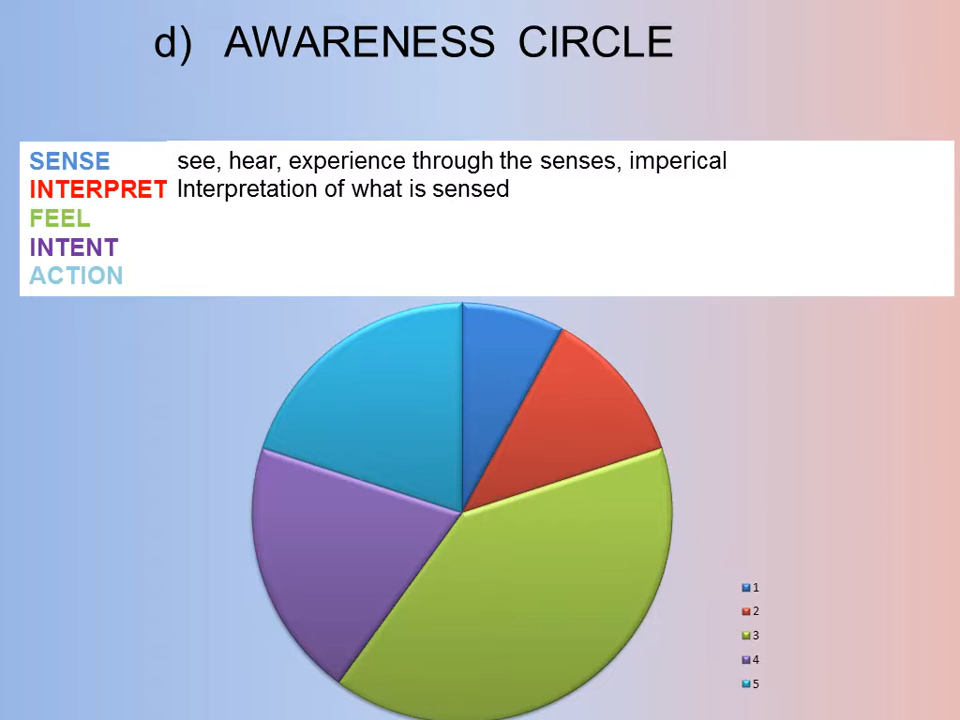 d) AWARENESS CIRCLE
SENSE see, hear, experience through the senses, imperical
INTERPRET Interpretation of what is sensed
FEEL
INTENT
ACTION
1
2
3
4
5